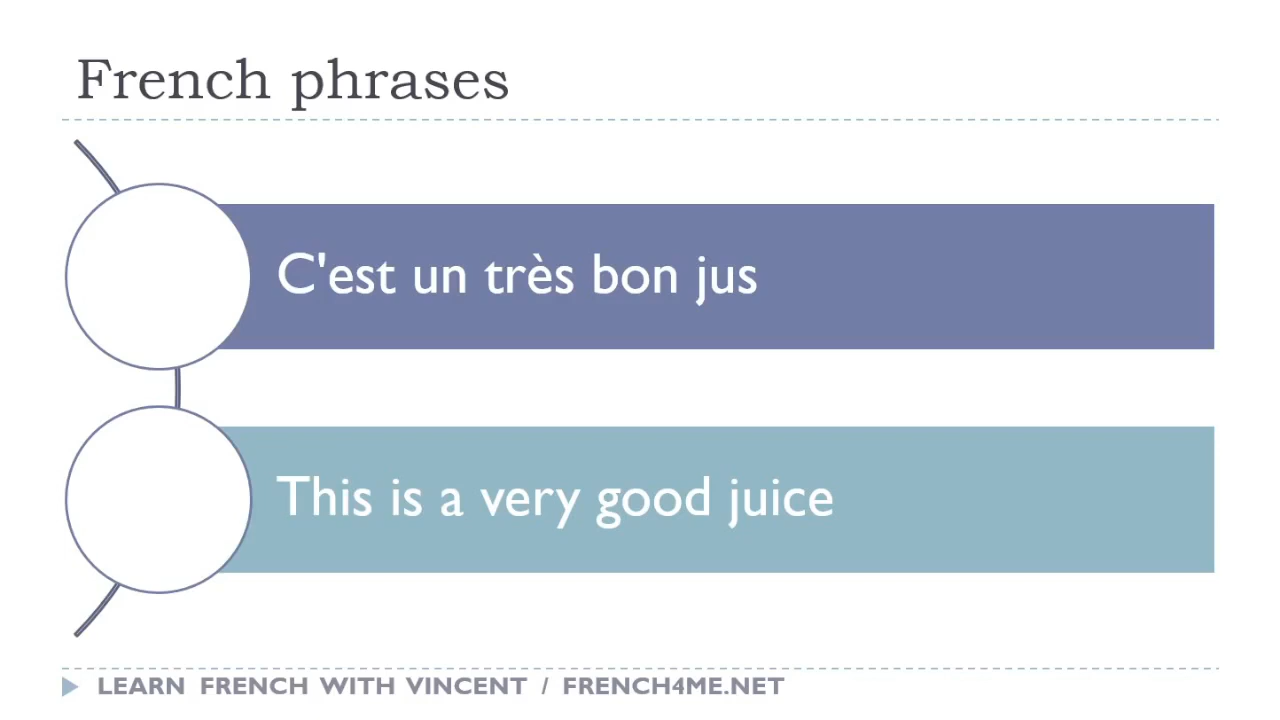 French phrases
C'est un très bon jus
This is a very good juice
LEARN FRENCH WITH VINCENT / FRENCH4ME.NET